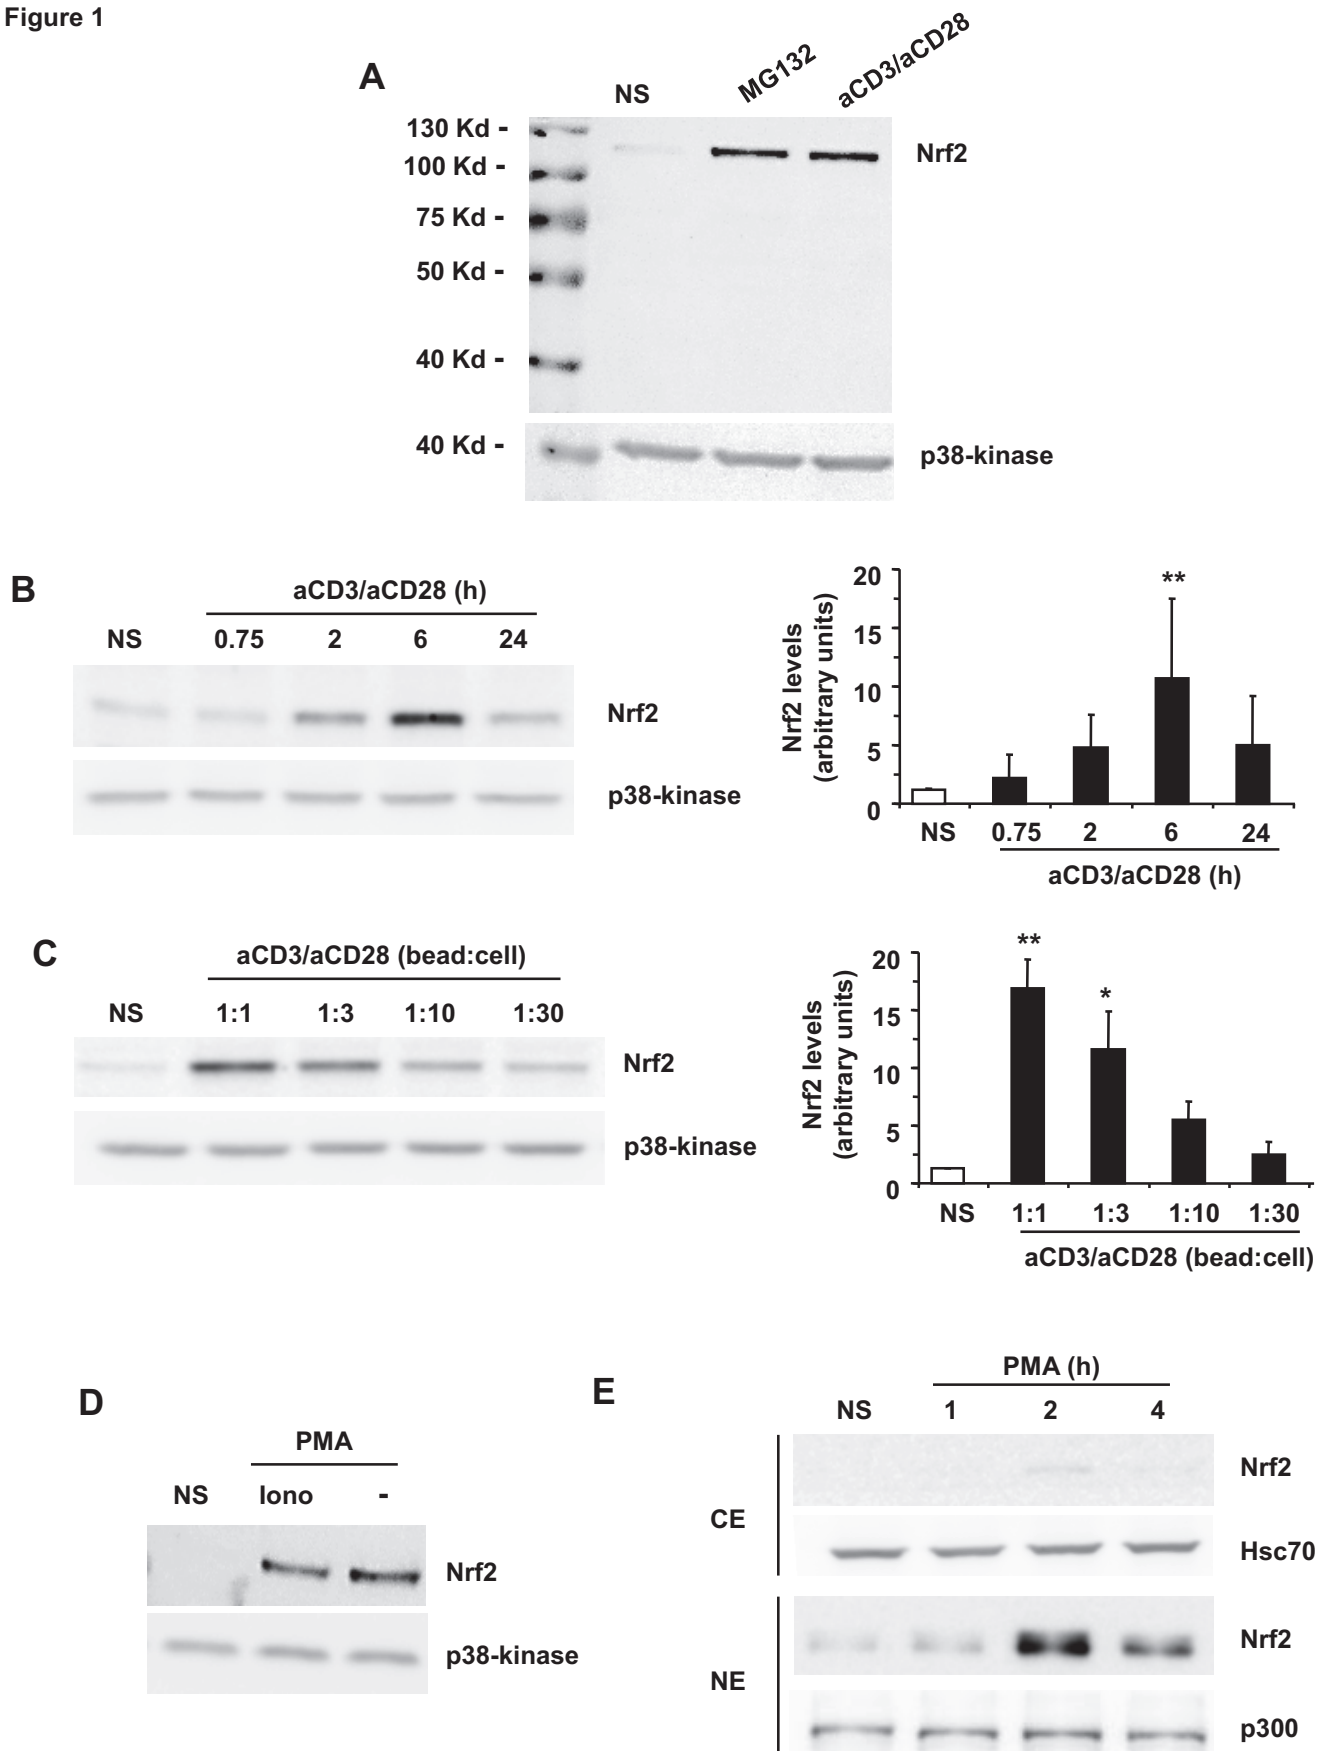 Figure 1
A
NS
MG132
aCD3/aCD28
130 Kd -
100 Kd -
75 Kd -
50 Kd -
40 Kd -
Nrf2
40 Kd -
p38-kinase
B
aCD3/aCD28 (h)
NS 0.75 2 6 24
Nrf2
p38-kinase
Nrf2 levels
(arbitrary units)
20
15
10
5
0
**
NS 0.75 2 6 24
aCD3/aCD28 (h)
C
aCD3/aCD28 (bead:cell)
NS 1:1 1:3 1:10 1:30
Nrf2
p38-kinase
Nrf2 levels
(arbitrary units)
20
15
10
5
0
**
*
NS 1:1 1:3 1:10 1:30
aCD3/aCD28 (bead:cell)
D
PMA
NS Iono -
Nrf2
p38-kinase
E
PMA (h)
NS 1 2 4
CE
Nrf2
Hsc70
NE
Nrf2
p300